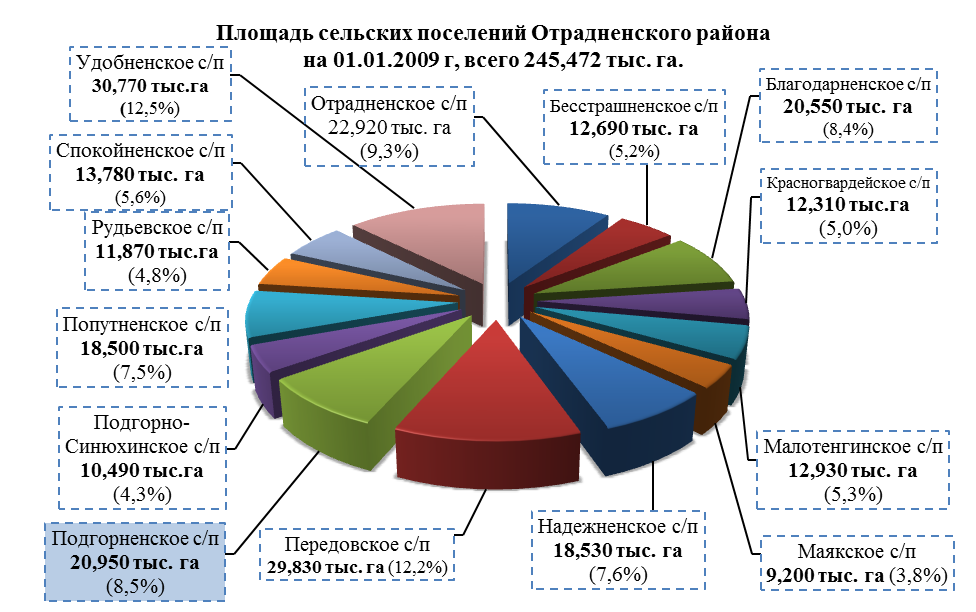 Площадь сельских поселений Отрадненского района
на 01.01.2009 г, всего 245,472 тыс. га.
Удобненское с/п
30,770 тыс.га
(12,5%)
Отрадненское с/п
22,920 тыс. га
(9,3%)
Бесстрашненское с/п
12,690 тыс. га
(5,2%)
Благодарненское с/п
20,550 тыс. га
(8,4%)
Спокойненское с/п
13,780 тыс. га
(5,6%)
Красногвардейское с/п
12,310 тыс.га
(5,0%)
Рудьевское с/п
11,870 тыс.га
(4,8%)
Попутненское с/п
18,500 тыс.га
(7,5%)
Подгорно-
Синюхинское с/п
10,490 тыс.га
(4,3%)
Малотенгинское с/п
12,930 тыс. га
(5,3%)
Подгорненское с/п
20,950 тыс. га
(8,5%)
Передовское с/п
29,830 тыс. га (12,2%)
Надежненское с/п
18,530 тыс. га
(7,6%)
Маякское с/п
9,200 тыс. га (3,8%)